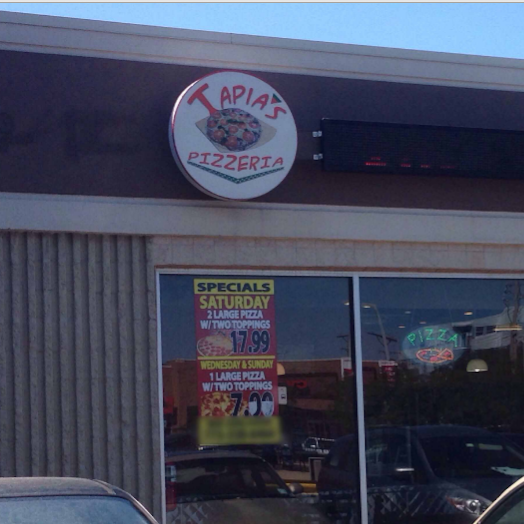 TAPIA'S
PIZZERIA
SPECIALS
SATURDAY
2 LARGE PIZZA
W/TWO TOPPINGS
17.99
WEDNESDAY & SUNDAY
1 LARGE PIZZA
W/TWO TOPPINGS
7.99
PIZZA